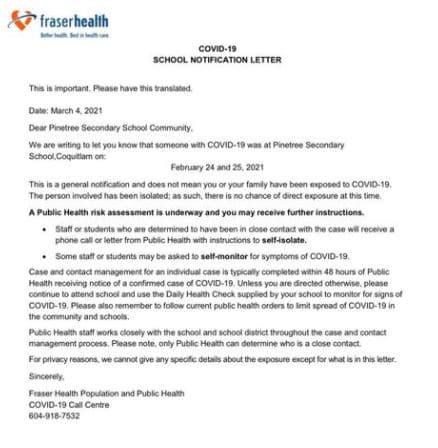 fraserhealth
Better health. Best in health care.
COVID-19
SCHOOL NOTIFICATION LETTER
This is important. Please have this translated.
Date: March 4, 2021
Dear Pinetree Secondary School Community,
We are writing to let you know that someone with COVID-19 was at Pinetree Secondary
School,Coquitlam on:
February 24 and 25, 2021
This is a general notification and does not mean you or your family have been exposed to COVID-19.
The person involved has been isolated; as such, there is no chance of direct exposure at this time.
A Public Health risk assessment is underway and you may receive further instructions.
• Staff or students who are determined to have been in close contact with the case will receive a
phone call or letter from Public Health with instructions to self-isolate.
• Some staff or students may be asked to self-monitor for symptoms of COVID-19.
Case and contact management for an individual case is typically completed within 48 hours of Public
Health receiving notice of a confirmed case of COVID-19. Unless you are directed otherwise, please
continue to attend school and use the Daily Health Check supplied by your school to monitor for signs of
COVID-19. Please also remember to follow current public health orders to limit spread of COVID-19 in
the community and schools.
Public Health staff works closely with the school and school district throughout the case and contact
management process. Please note, only Public Health can determine who is a close contact.
For privacy reasons, we cannot give any specific details about the exposure except for what is in this letter.
Sincerely,
Fraser Health Population and Public Health
COVID-19 Call Centre
604-918-7532